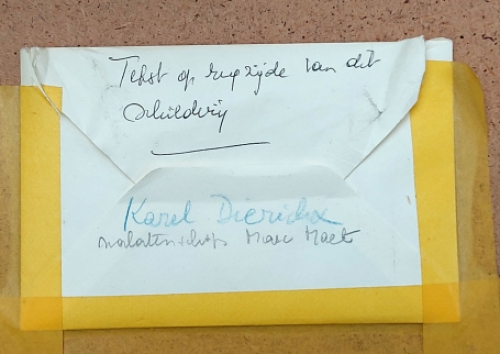 Tekst op rugzijde van dit
schilderij
Karel Dierickx
nalatenschap Marc Maet